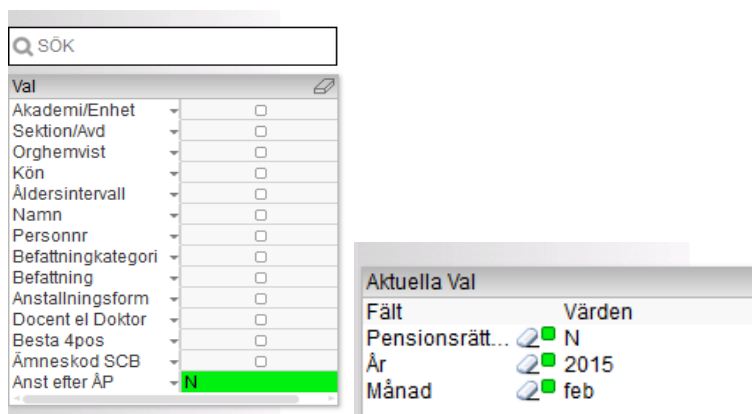 SÖK
Val
Akademi/Enhet
Sektion/Avd
Orghemvist
Kön
Åldersintervall
Namn
Personnr
Befattningkategori
Befattning
Anstallningsform
Docent el Doktor
Besta 4pos
Ämneskod SCB
Anst efter ÅP N
Aktuella Val
Fält Värden
Pensionsrätt... N
År 2015
Månad feb